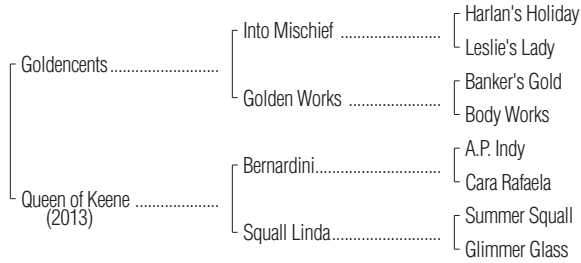 Harlan's Holiday
Into Mischief ..................
Leslie's Lady
Goldencents....................
Banker's Gold
Golden Works ................
Body Works
A.P. Indy
Bernardini.......................
Cara Rafaela
Queen of Keene ...............
(2013)
Summer Squall
Squall Linda....................
Glimmer Glass